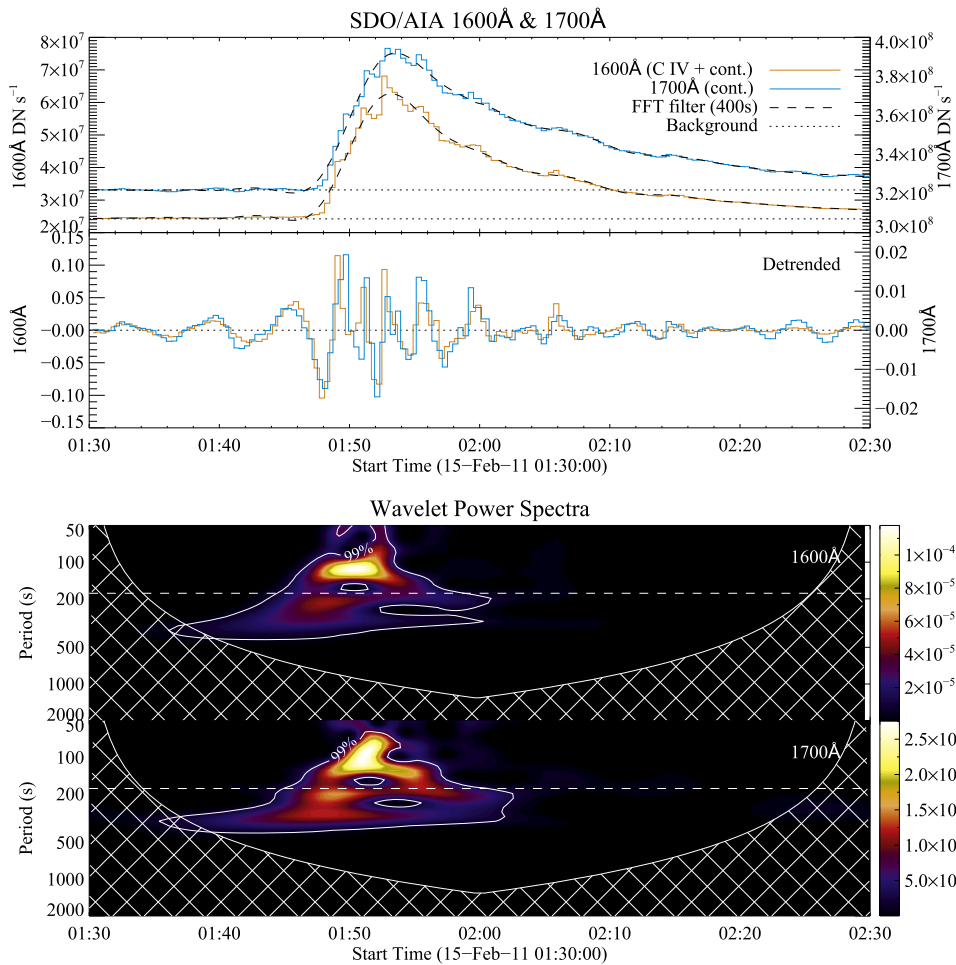 SDO/AIA 1600Å & 1700Å
8×10⁷
7×10⁷
6×10⁷
5×10⁷
4×10⁷
3×10⁷
2×10⁷
1600Å DN s⁻¹
4.0×10⁸
3.8×10⁸
3.6×10⁸
3.4×10⁸
3.2×10⁸
3.0×10⁸
1700Å DN s⁻¹
1600Å (C IV + cont.)
1700Å (cont.)
FFT filter (400s)
Background
0.15
0.10
0.05
−0.00
−0.05
−0.10
−0.15
1600Å
0.02
0.01
0.00
−0.01
−0.02
1700Å
Detrended
01:30 01:40 01:50 02:00 02:10 02:20 02:30
Start Time (15−Feb−11 01:30:00)
Wavelet Power Spectra
50
100
200
500
1000
2000
Period (s)
99%
1600Å
1×10⁻⁴
8×10⁻⁵
6×10⁻⁵
4×10⁻⁵
2×10⁻⁵
50
100
200
500
1000
2000
Period (s)
99%
1700Å
2.5×10
2.0×10
1.5×10
1.0×10
5.0×10
01:30 01:40 01:50 02:00 02:10 02:20 02:30
Start Time (15−Feb−11 01:30:00)